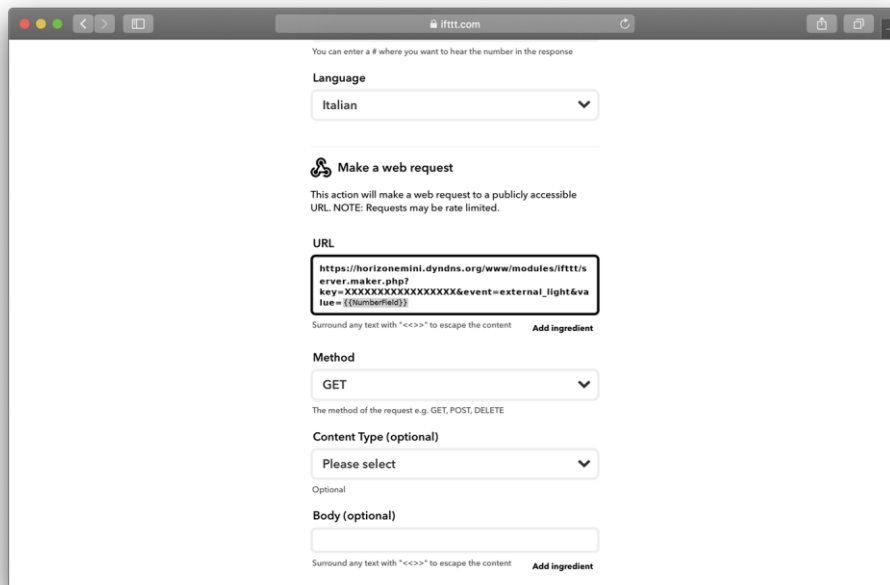 ifttt.com
You can enter a # where you want to hear the number in the response
Language
Italian
Make a web request
This action will make a web request to a publicly accessible
URL. NOTE: Requests may be rate limited.
URL
https://horizonemini.dyndns.org/www/modules/ifttt/s
erver.maker.php?
key=XXXXXXXXXXXXXXXXX&event=external_light&va
lue={{NumberField}}
Surround any text with "<<>>" to escape the content Add ingredient
Method
GET
The method of the request e.g. GET, POST, DELETE
Content Type (optional)
Please select
Optional
Body (optional)
Surround any text with "<<>>" to escape the content Add ingredient